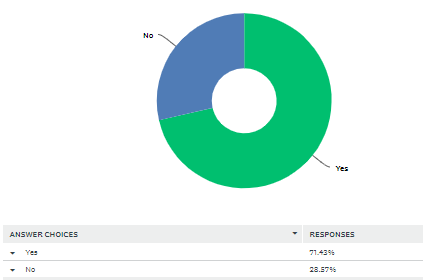 No
Yes
ANSWER CHOICES RESPONSES
Yes 71.43%
No 28.57%